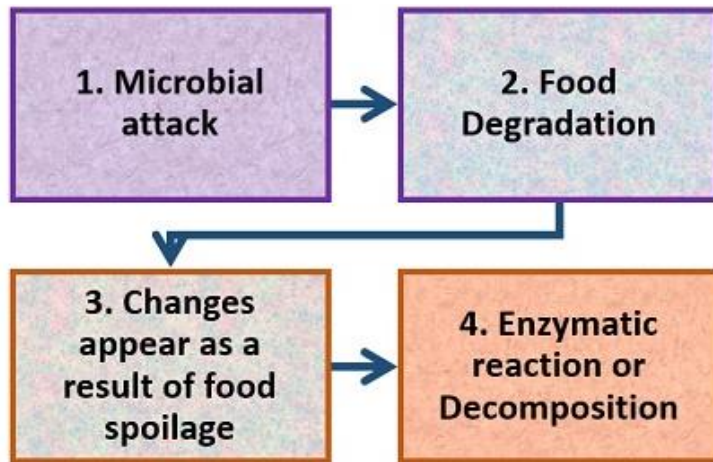 1. Microbial
attack
2. Food
Degradation
3. Changes
appear as a
result of food
spoilage
4. Enzymatic
reaction or
Decomposition